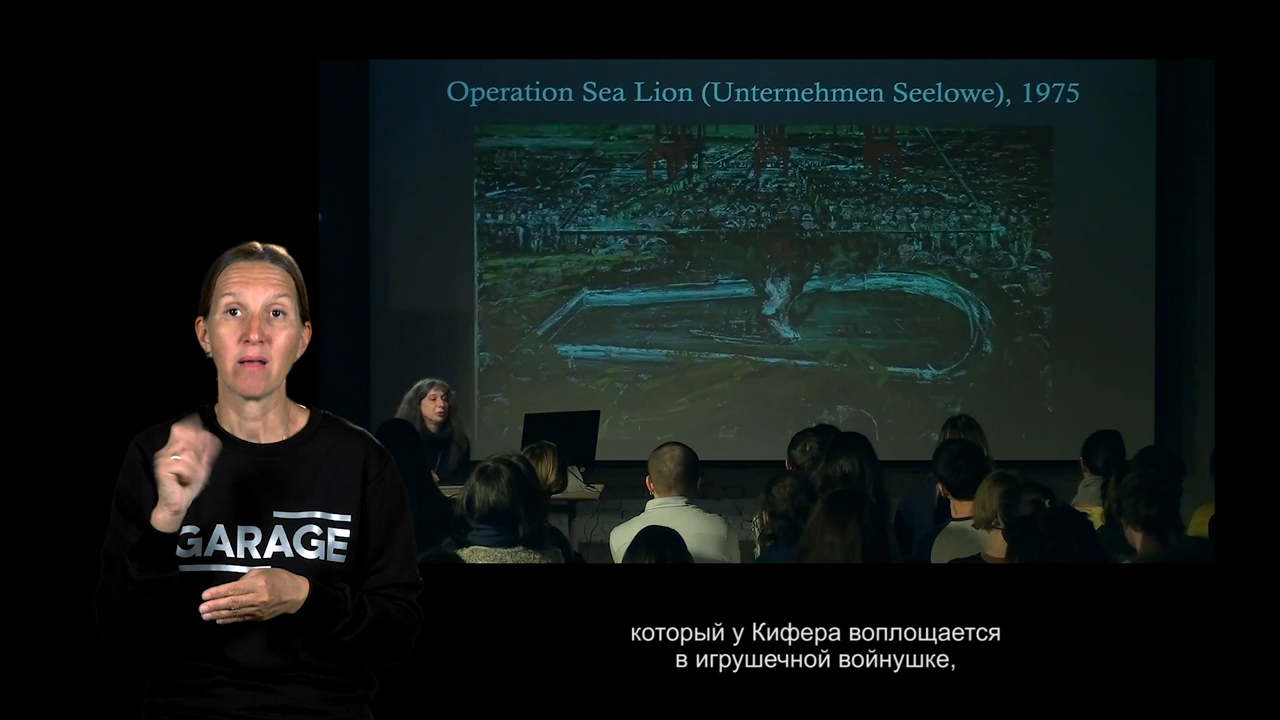 Operation Sea Lion (Unternehmen Seelowe), 1975
GARAGE
который у Кифера воплощается
в игрушечной войнушке,